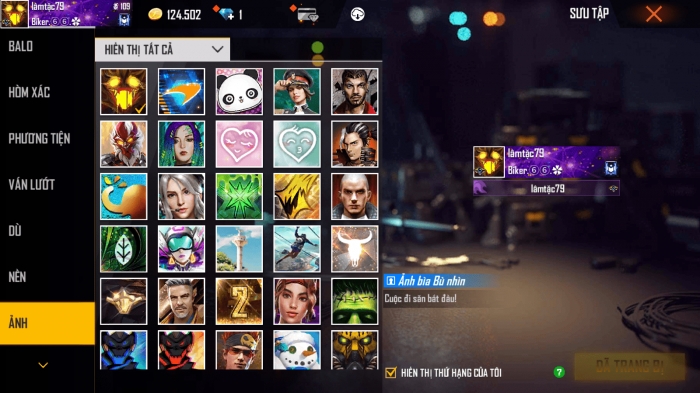 lâmtặc79
109
Biker.⑥⑥✿
124.502
1
SƯU TẬP
BALO
HÒM XÁC
PHƯƠNG TIỆN
VÁN LƯỚT
DÙ
NỀN
ẢNH
HIỂN THỊ TẤT CẢ
2
lâmtặc79
Biker.⑥⑥✿
lâmtặc79
Ảnh bìa Bù nhìn
Cuộc đi săn bắt đầu!
HIỂN THỊ THỨ HẠNG CỦA TÔI
?
ĐÃ TRANG BỊ